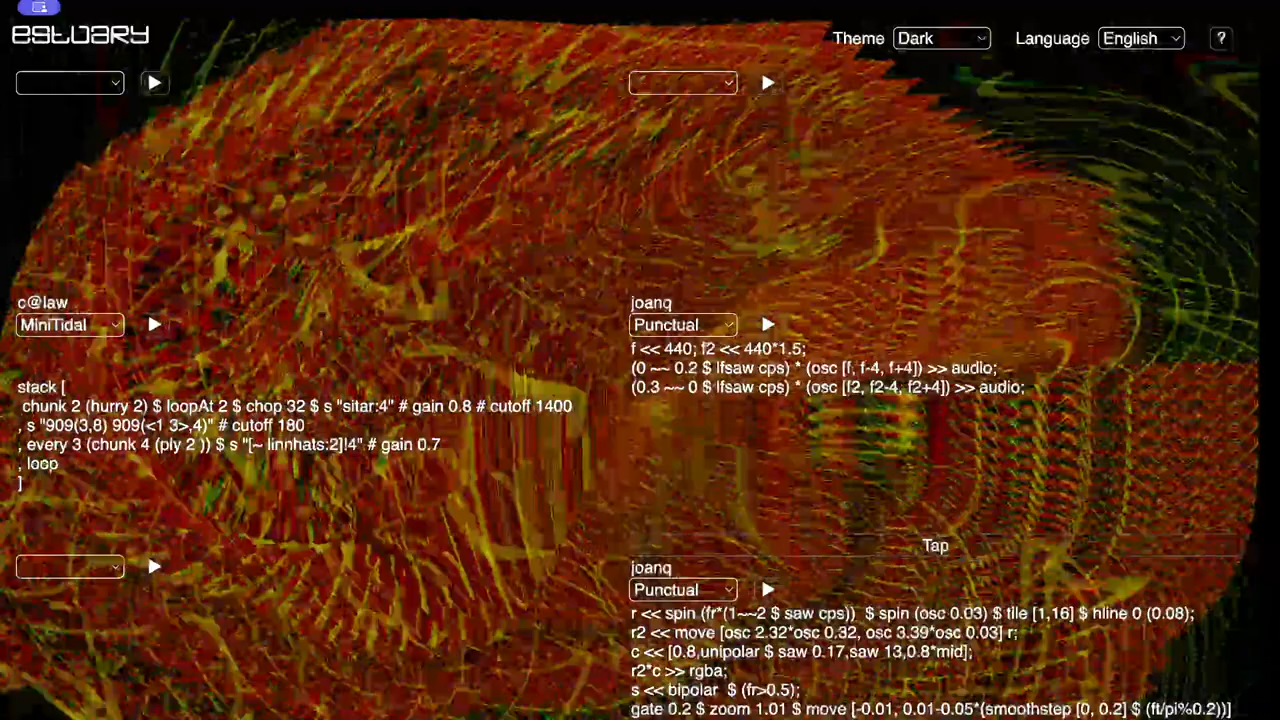 estuary
Theme Dark Language English ?
c@law
MiniTidal
stack [
chunk 2 (hurry 2) $ loopAt 2 $ chop 32 $ s "sitar:4" # gain 0.8 # cutoff 1400
, s "909(3,8) 909(<1 3>,4)" # cutoff 180
, every 3 (chunk 4 (ply 2 )) $ s "[~ linnhats:2]!4" # gain 0.7
, loop
]
joanq
Punctual
f << 440; f2 << 440*1.5;
(0 ~~ 0.2 $ lfsaw cps) * (osc [f, f-4, f+4]) >> audio;
(0.3 ~~ 0 $ lfsaw cps) * (osc [f2, f2-4, f2+4]) >> audio;
Tap
joanq
Punctual
r << spin (fr*(1~~2 $ saw cps)) $ spin (osc 0.03) $ tile [1,16] $ hline 0 (0.08);
r2 << move [osc 2.32*osc 0.32, osc 3.39*osc 0.03] r;
c << [0.8,unipolar $ saw 0.17,saw 13,0.8*mid];
r2*c >> rgba;
s << bipolar $ (fr>0.5);
gate 0.2 $ zoom 1.01 $ move [-0.01, 0.01-0.05*(smoothstep [0, 0.2] $ (ft/pi%0.2))]